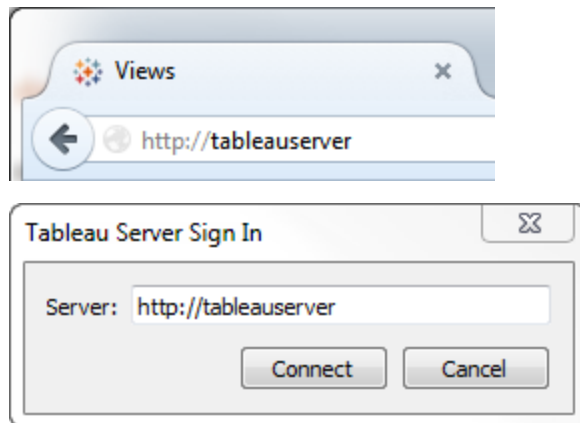 Views
http://tableauserver
Tableau Server Sign In
Server: http://tableauserver
Connect Cancel